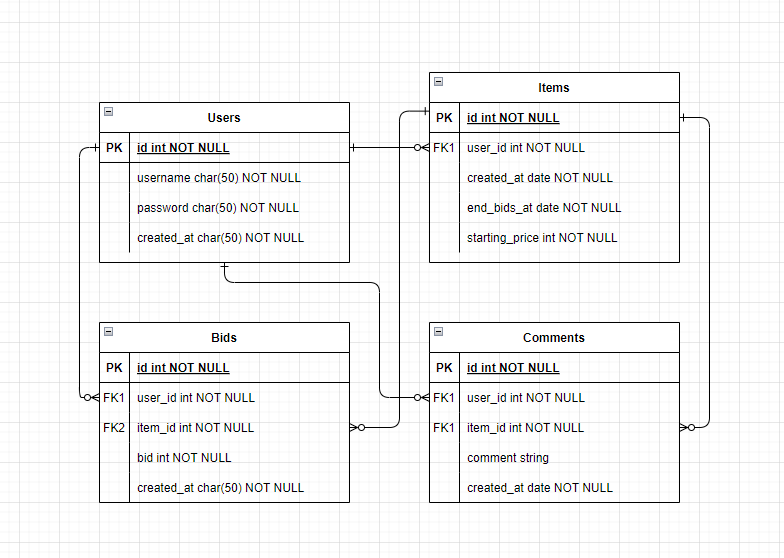 Users
PK id int NOT NULL
username char(50) NOT NULL
password char(50) NOT NULL
created_at char(50) NOT NULL
Items
PK id int NOT NULL
FK1 user_id int NOT NULL
created_at date NOT NULL
end_bids_at date NOT NULL
starting_price int NOT NULL
Bids
PK id int NOT NULL
FK1 user_id int NOT NULL
FK2 item_id int NOT NULL
bid int NOT NULL
created_at char(50) NOT NULL
Comments
PK id int NOT NULL
FK1 user_id int NOT NULL
FK1 item_id int NOT NULL
comment string
created_at date NOT NULL